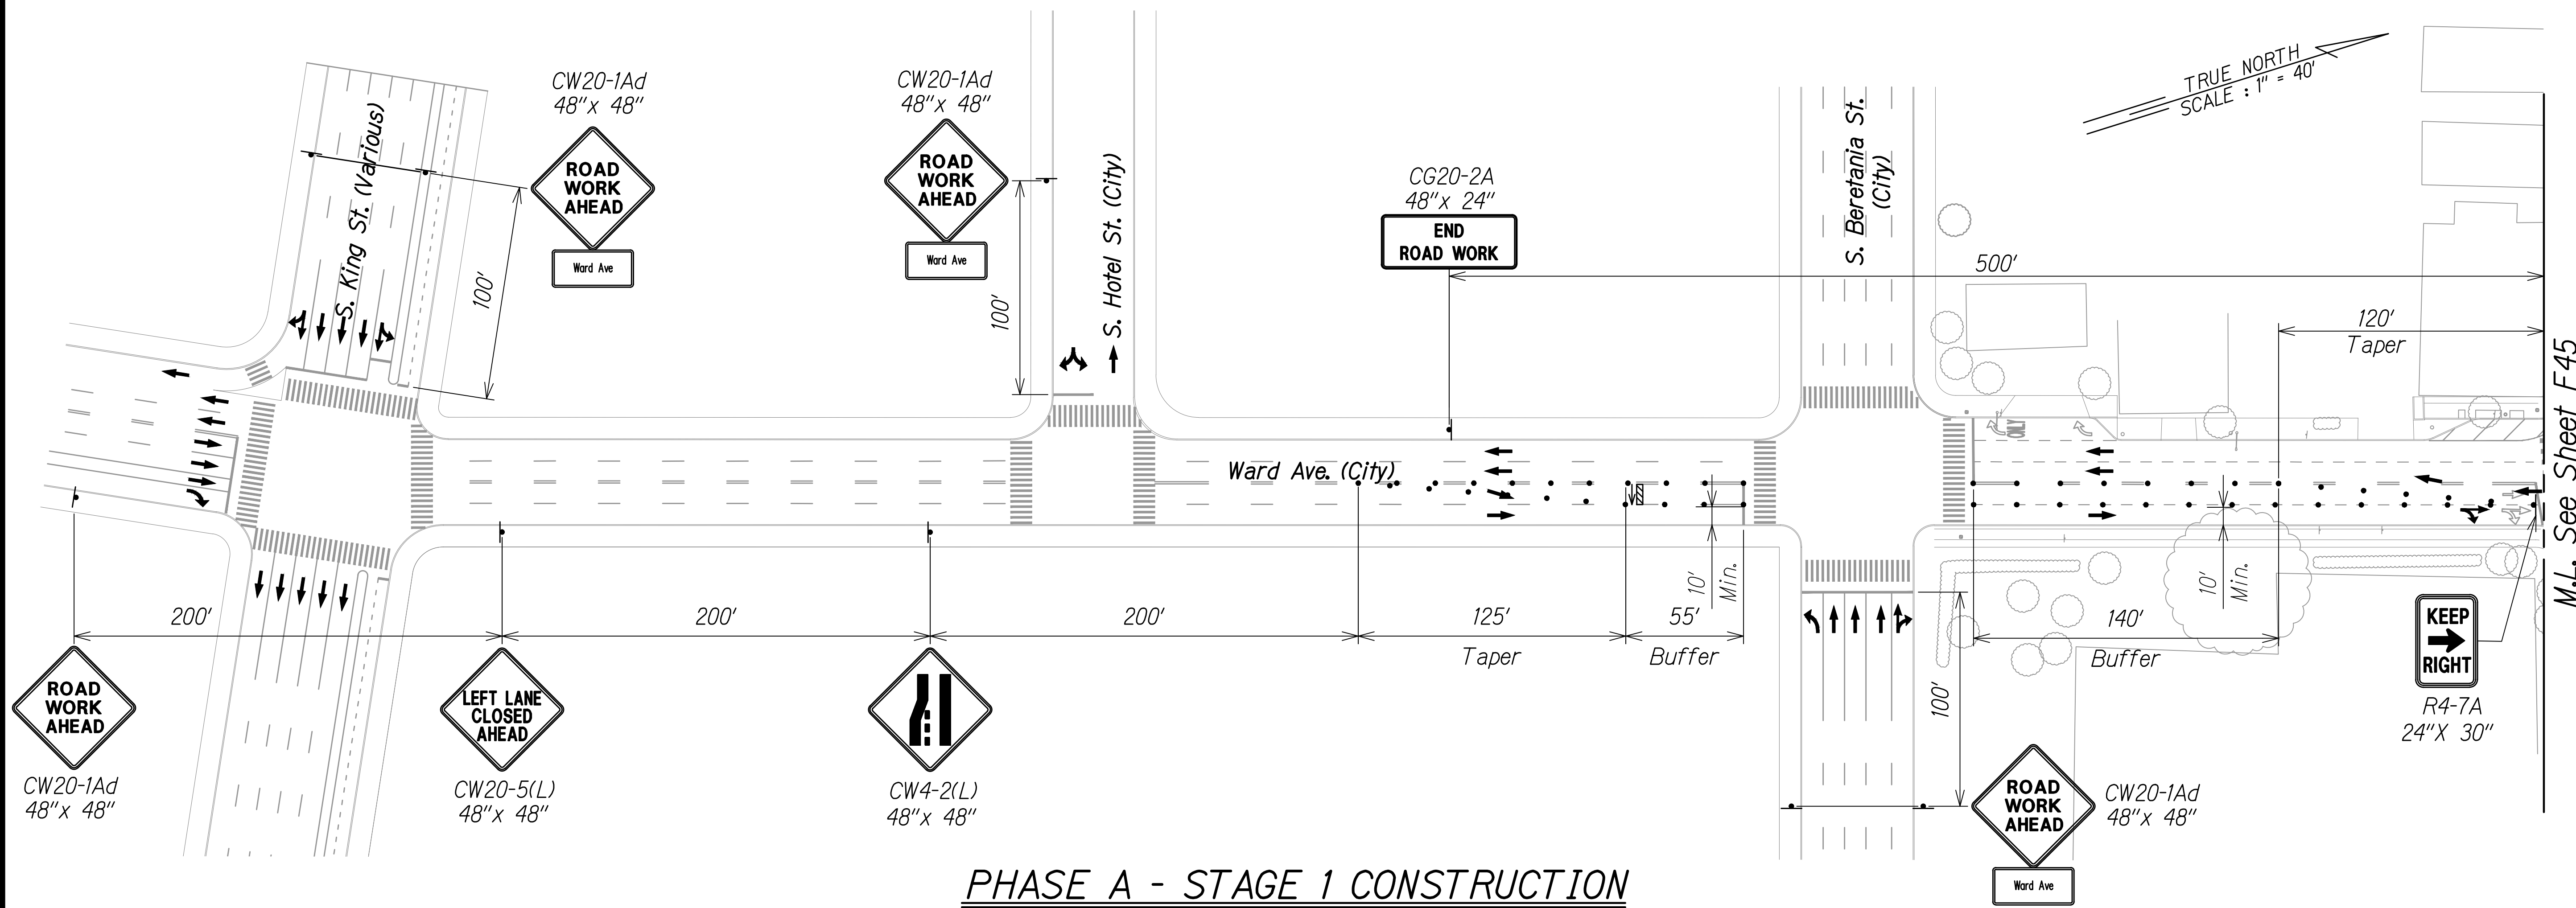 TRUE NORTH
SCALE : 1" = 40'
CW20-1Ad
48"x 48"
ROAD
WORK
AHEAD
Ward Ave
S. King St. (Various)
100'
CW20-1Ad
48"x 48"
ROAD
WORK
AHEAD
Ward Ave
S. Hotel St. (City)
100'
CG20-2A
48"x 24"
END
ROAD WORK
S. Beretania St.
(City)
500'
120'
Taper
M.L. See Sheet F45
ONLY
Ward Ave. (City)
10'
Min.
10'
Min.
200'
200'
200'
125'
Taper
55'
Buffer
140'
Buffer
100'
ROAD
WORK
AHEAD
CW20-1Ad
48"x 48"
LEFT LANE
CLOSED
AHEAD
CW20-5(L)
48"x 48"
CW4-2(L)
48"x 48"
KEEP
RIGHT
R4-7A
24"X 30"
ROAD
WORK
AHEAD
Ward Ave
CW20-1Ad
48"x 48"
PHASE A - STAGE 1 CONSTRUCTION